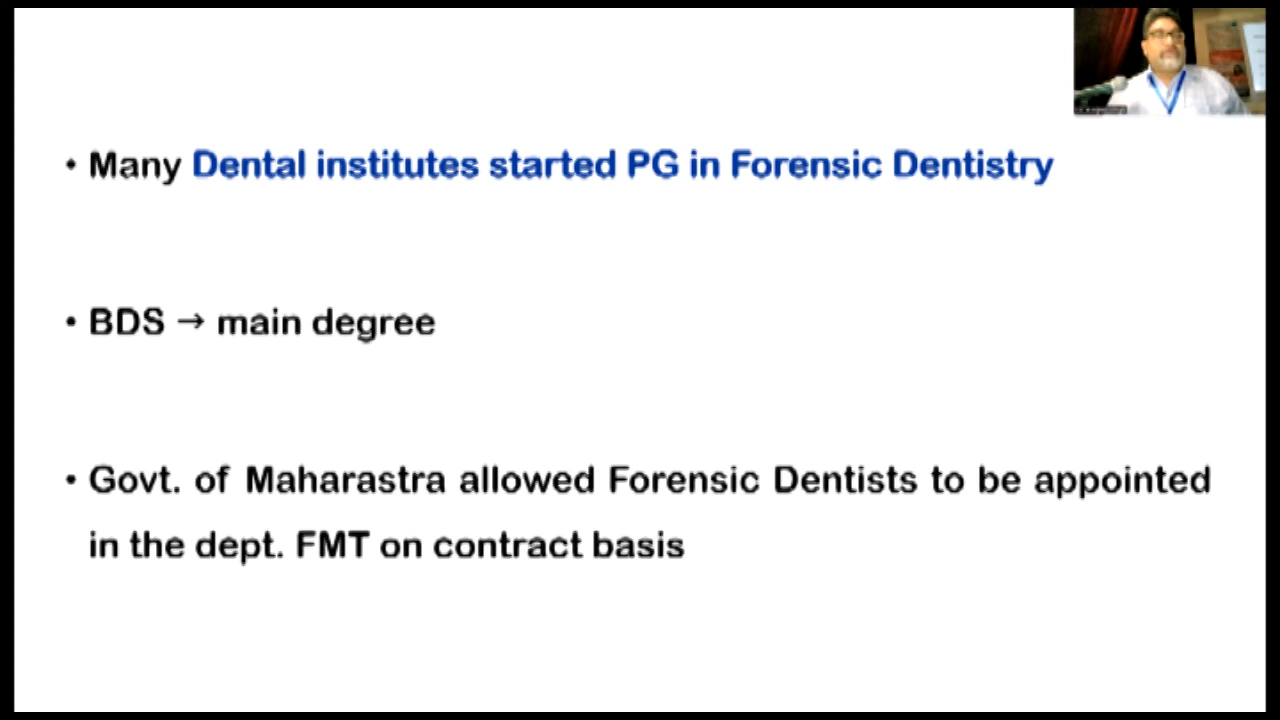 • Many Dental institutes started PG in Forensic Dentistry
• BDS → main degree
• Govt. of Maharastra allowed Forensic Dentists to be appointed
in the dept. FMT on contract basis